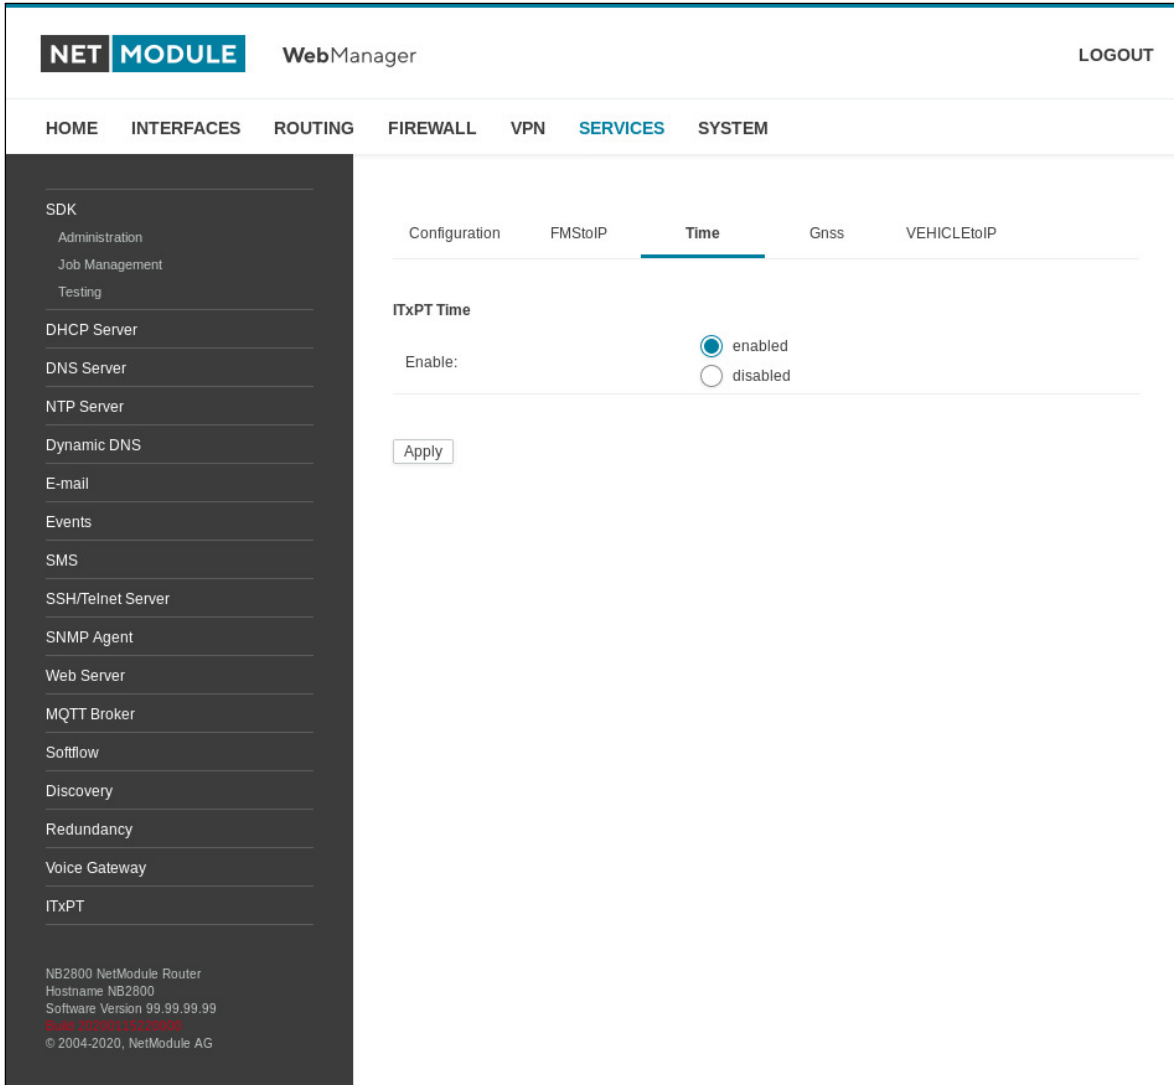 NET MODULE WebManager LOGOUT
HOME INTERFACES ROUTING FIREWALL VPN SERVICES SYSTEM
SDK
Administration
Job Management
Testing
DHCP Server
DNS Server
NTP Server
Dynamic DNS
E-mail
Events
SMS
SSH/Telnet Server
SNMP Agent
Web Server
MQTT Broker
Softflow
Discovery
Redundancy
Voice Gateway
ITxPT
NB2800 NetModule Router
Hostname NB2800
Software Version 99.99.99.99
Build
© 2004-2020, NetModule AG
Configuration FMStoIP Time Gnss VEHICLEtoIP
ITxPT Time
Enable:
enabled
disabled
Apply